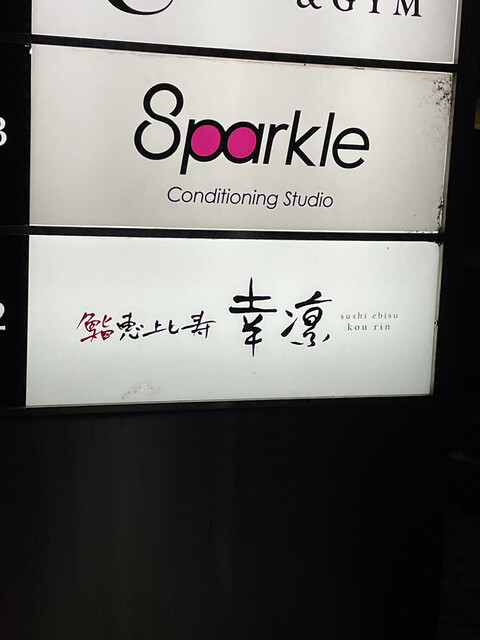 & GYM
3
Sparkle
Conditioning Studio
2
鮨恵比寿 幸凛 sushi ebisu
kou rin